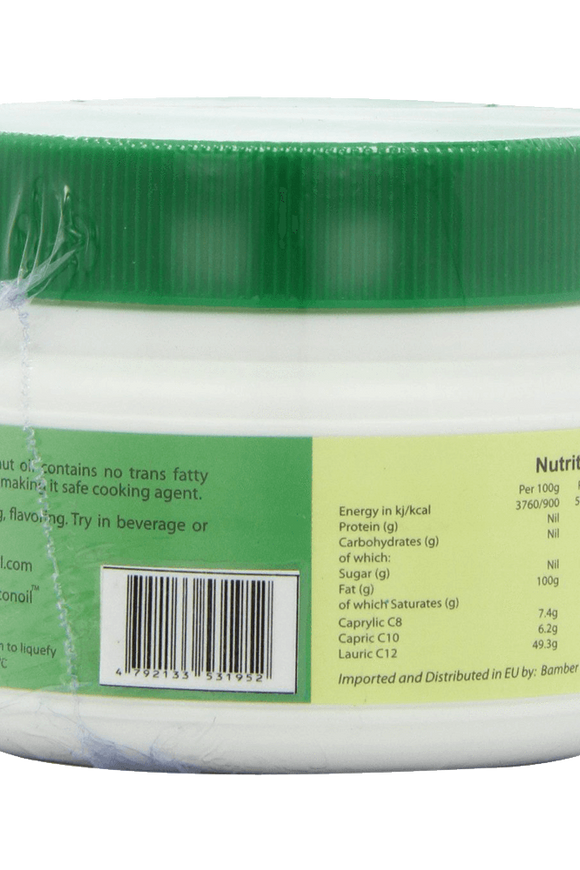 ut oil contains no trans fatty
making it safe cooking agent.
g, flavoring. Try in beverage or
l.com
conoil™
n to liquefy
°C
4 792133 531952
Nutrit
Per 100g
Energy in kj/kcal 3760/900 5
Protein (g) Nil
Carbohydrates (g) Nil
of which:
Sugar (g) Nil
Fat (g) 100g
of which Saturates (g)
Caprylic C8 7.4g
Capric C10 6.2g
Lauric C12 49.3g
Imported and Distributed in EU by: Bamber